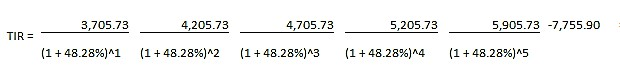 3,705.73 4,205.73 4,705.73 5,205.73 5,905.73 -7,755.90
TIR =
(1 + 48.28%)^1 (1 + 48.28%)^2 (1 + 48.28%)^3 (1 + 48.28%)^4 (1 + 48.28%)^5